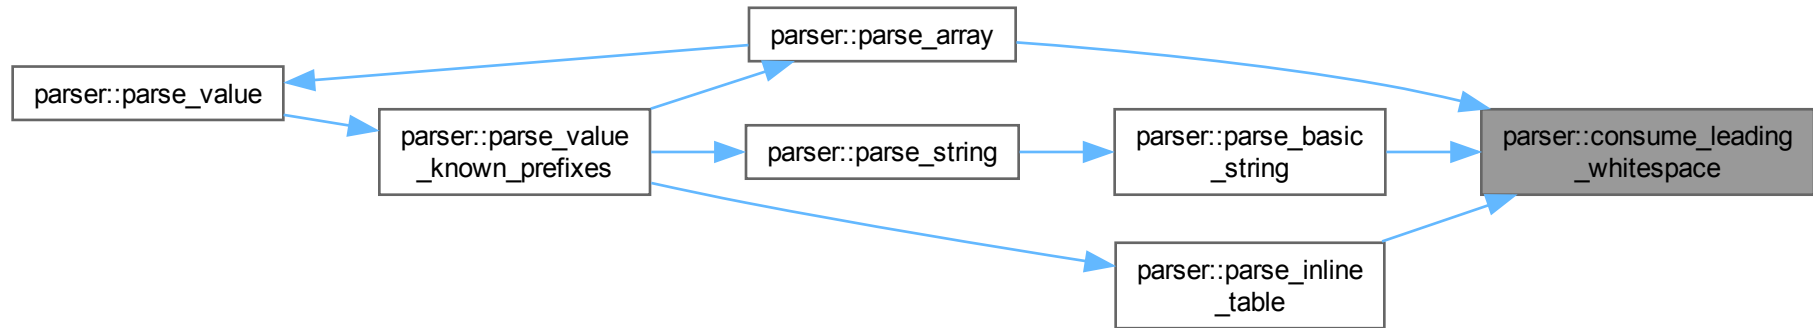 parser::parse_array
parser::parse_value
parser::parse_value
_known_prefixes
parser::parse_string
parser::parse_basic
_string
parser::consume_leading
_whitespace
parser::parse_inline
_table